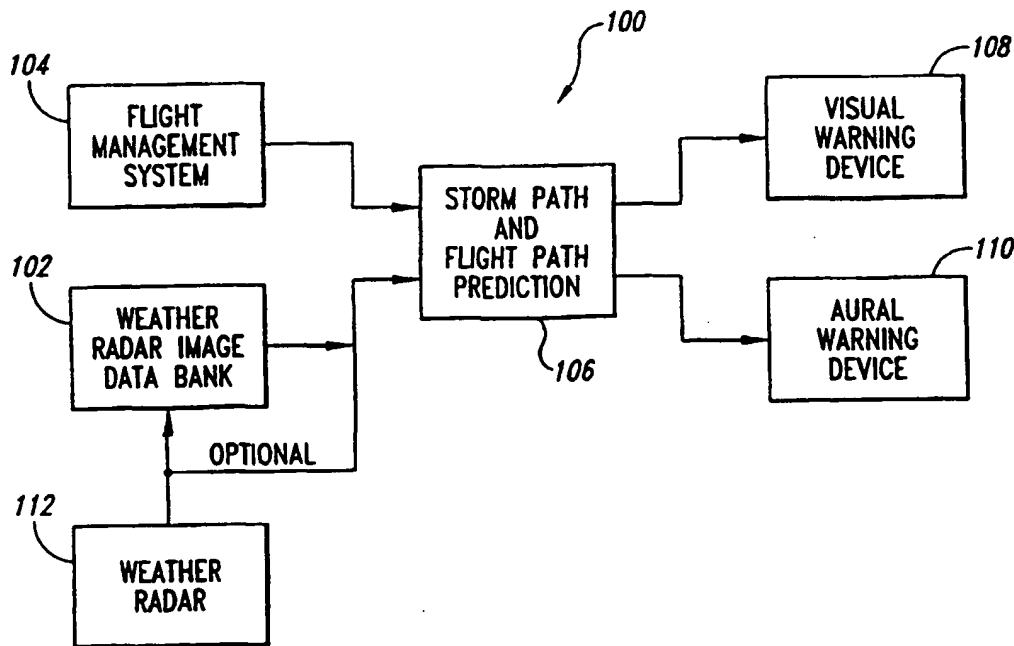 100
104
FLIGHT
MANAGEMENT
SYSTEM
108
VISUAL
WARNING
DEVICE
STORM PATH
AND
FLIGHT PATH
PREDICTION
106
102
WEATHER
RADAR IMAGE
DATA BANK
110
AURAL
WARNING
DEVICE
OPTIONAL
112
WEATHER
RADAR